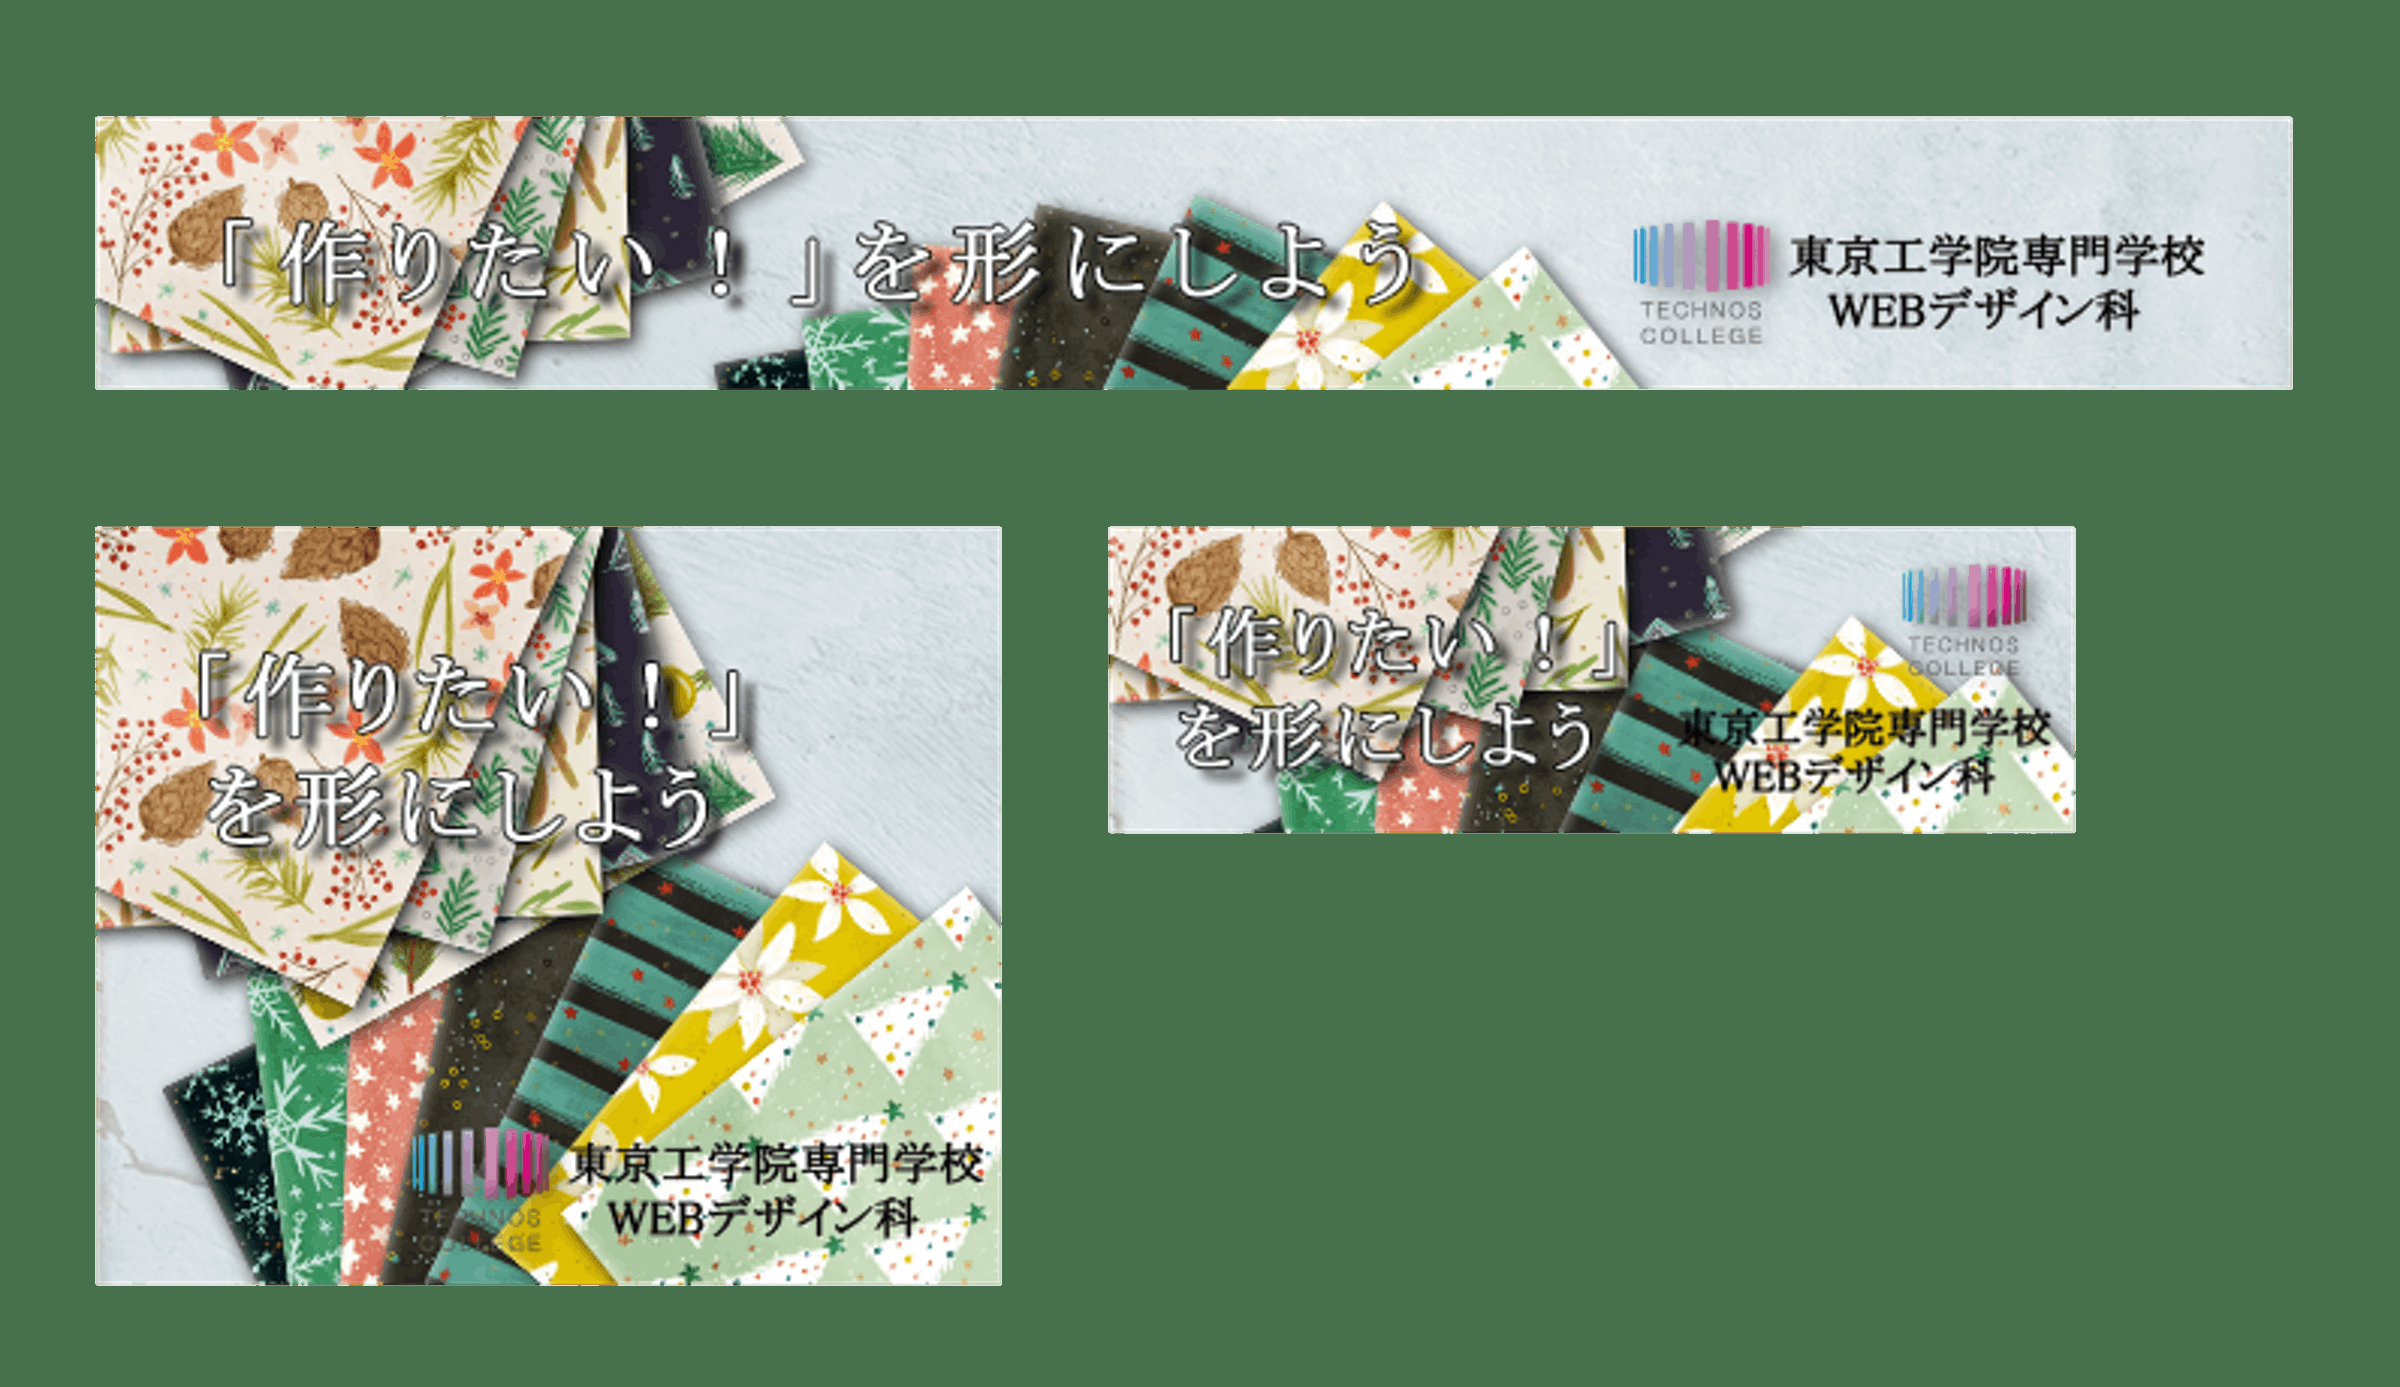 「作りたい！」を形にしよう
TECHNOS
COLLEGE
東京工学院専門学校
WEBデザイン科
「作りたい！」
を形にしよう
TECHNOS
COLLEGE
東京工学院専門学校
WEBデザイン科
「作りたい！」
を形にしよう
TECHNOS
COLLEGE
東京工学院専門学校
WEBデザイン科